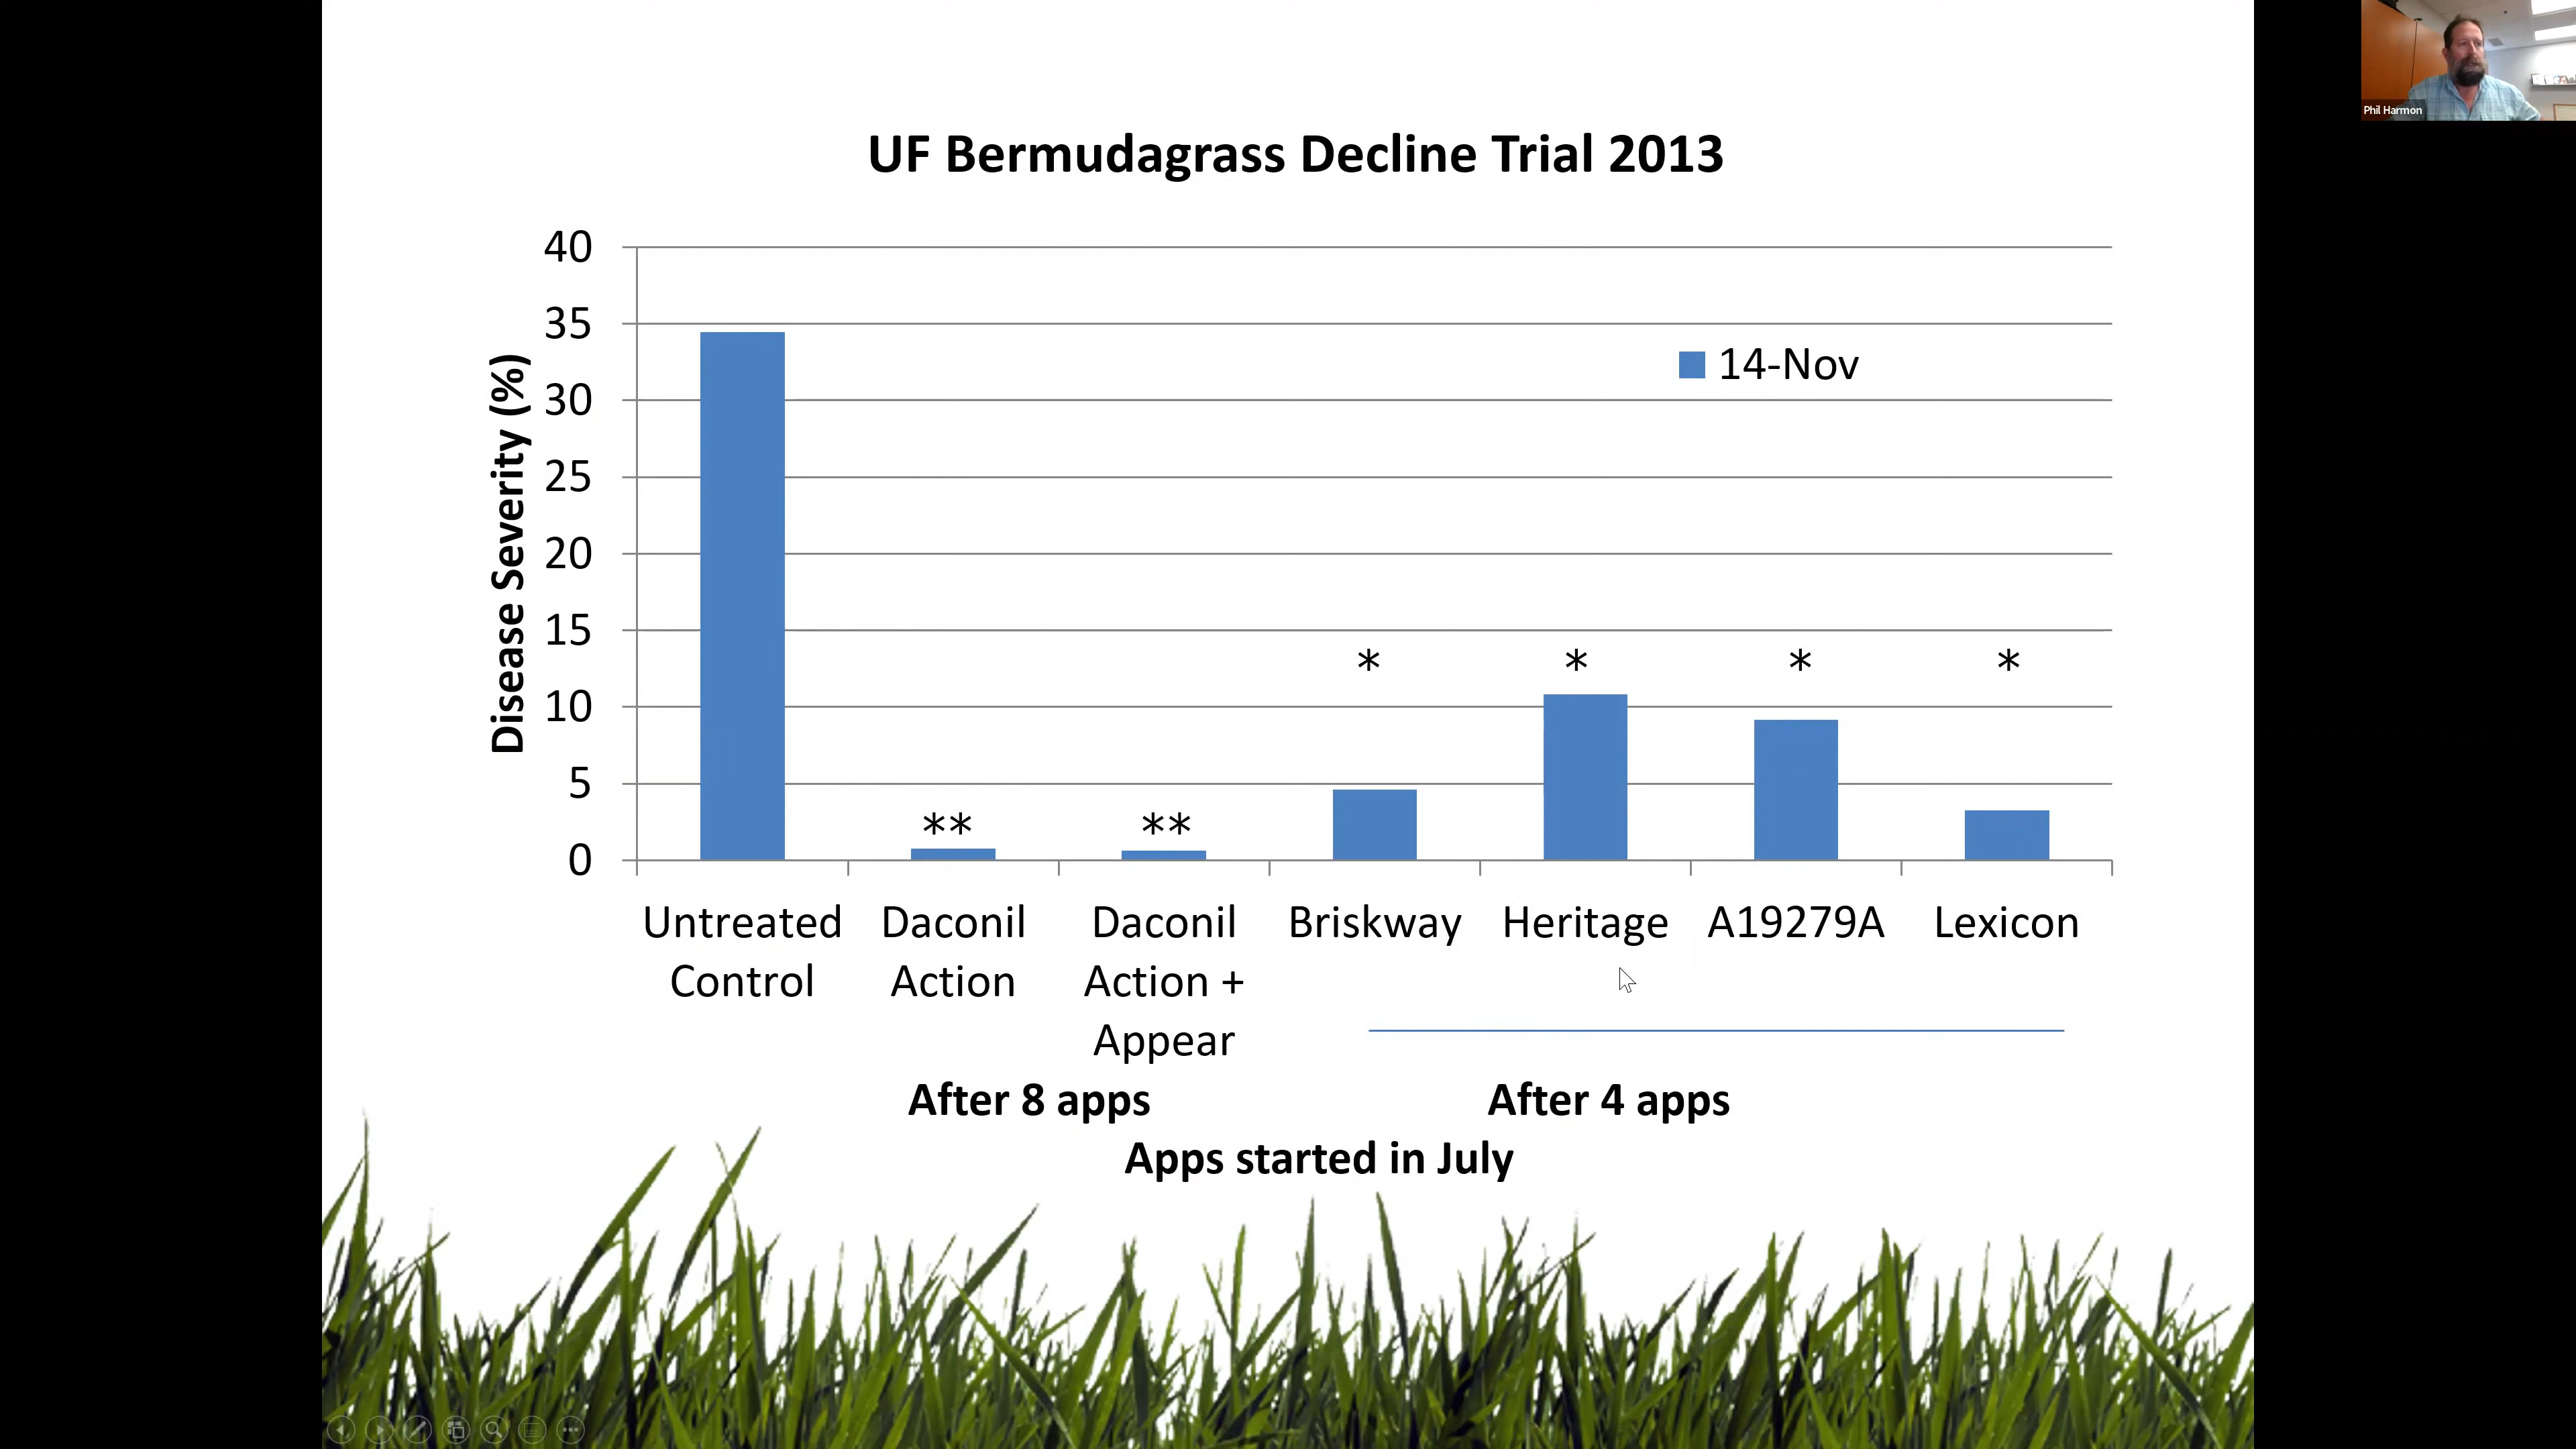 Phil Harmon
UF Bermudagrass Decline Trial 2013
Disease Severity (%)
40
35
30
25
20
15
10
5
0
14-Nov
* * * *
** **
Untreated Daconil Daconil Briskway Heritage A19279A Lexicon
Control Action Action +
Appear
After 8 apps After 4 apps
Apps started in July